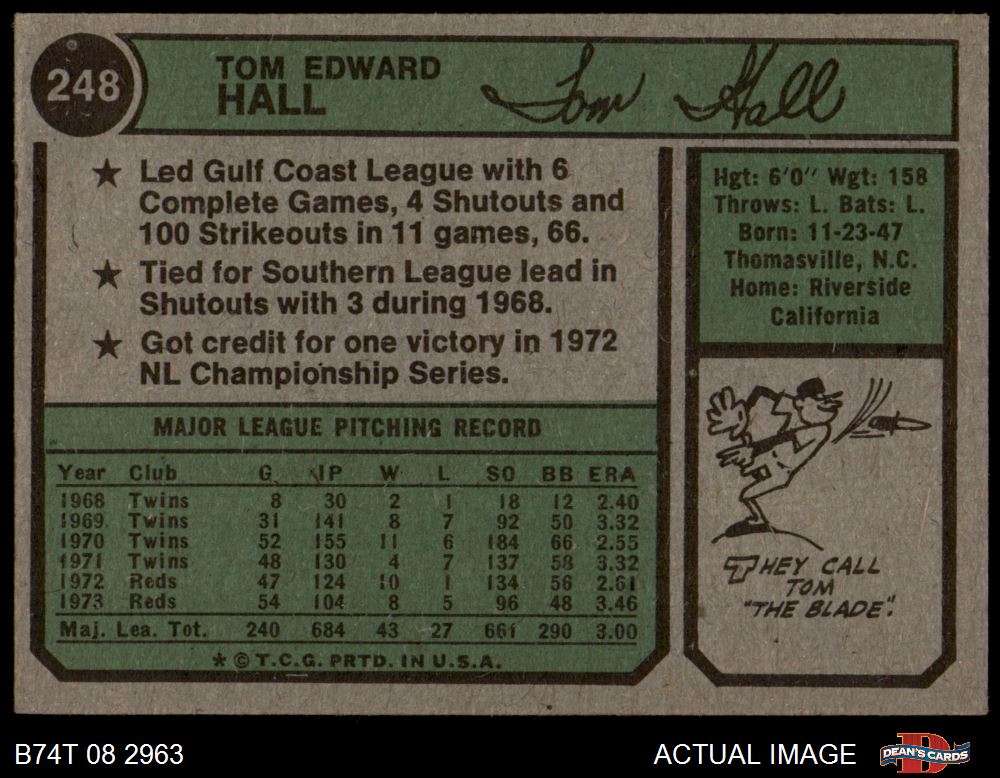 248
TOM EDWARD
HALL
Tom Hall
★ Led Gulf Coast League with 6
Complete Games, 4 Shutouts and
100 Strikeouts in 11 games, 66.
★ Tied for Southern League lead in
Shutouts with 3 during 1968.
★ Got credit for one victory in 1972
NL Championship Series.
Hgt: 6'0" Wgt: 158
Throws: L. Bats: L.
Born: 11-23-47
Thomasville, N.C.
Home: Riverside
California
MAJOR LEAGUE PITCHING RECORD
Year Club G IP W L SO BB ERA
1968 Twins 8 30 2 1 18 12 2.40
1969 Twins 31 141 8 7 92 50 3.32
1970 Twins 52 155 11 6 184 66 2.55
1971 Twins 48 130 4 7 137 58 3.32
1972 Reds 47 124 10 1 134 56 2.61
1973 Reds 54 104 8 5 96 48 3.46
Maj. Lea. Tot. 240 684 43 27 661 290 3.00
* © T.C.G. PRTD. IN U.S.A.
THEY CALL
TOM
"THE BLADE".
B74T 08 2963
ACTUAL IMAGE
DEAN'S CARDS